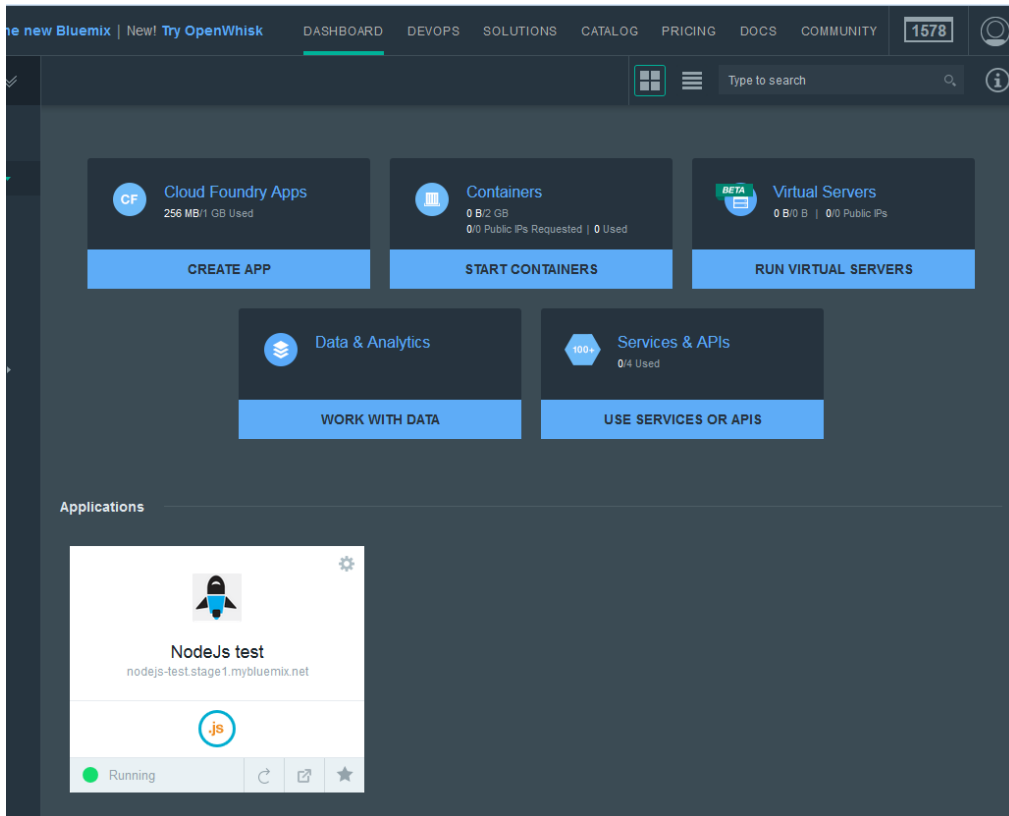 he new Bluemix | New! Try OpenWhisk DASHBOARD DEVOPS SOLUTIONS CATALOG PRICING DOCS COMMUNITY 1578
Type to search
CF Cloud Foundry Apps
256 MB/1 GB Used
CREATE APP
Containers
0 B/2 GB
0/0 Public IPs Requested | 0 Used
START CONTAINERS
BETA Virtual Servers
0 B/0 B | 0/0 Public IPs
RUN VIRTUAL SERVERS
Data & Analytics
WORK WITH DATA
100+ Services & APIs
0/4 Used
USE SERVICES OR APIS
Applications
NodeJs test
nodejs-test.stage1.mybluemix.net
.js
Running